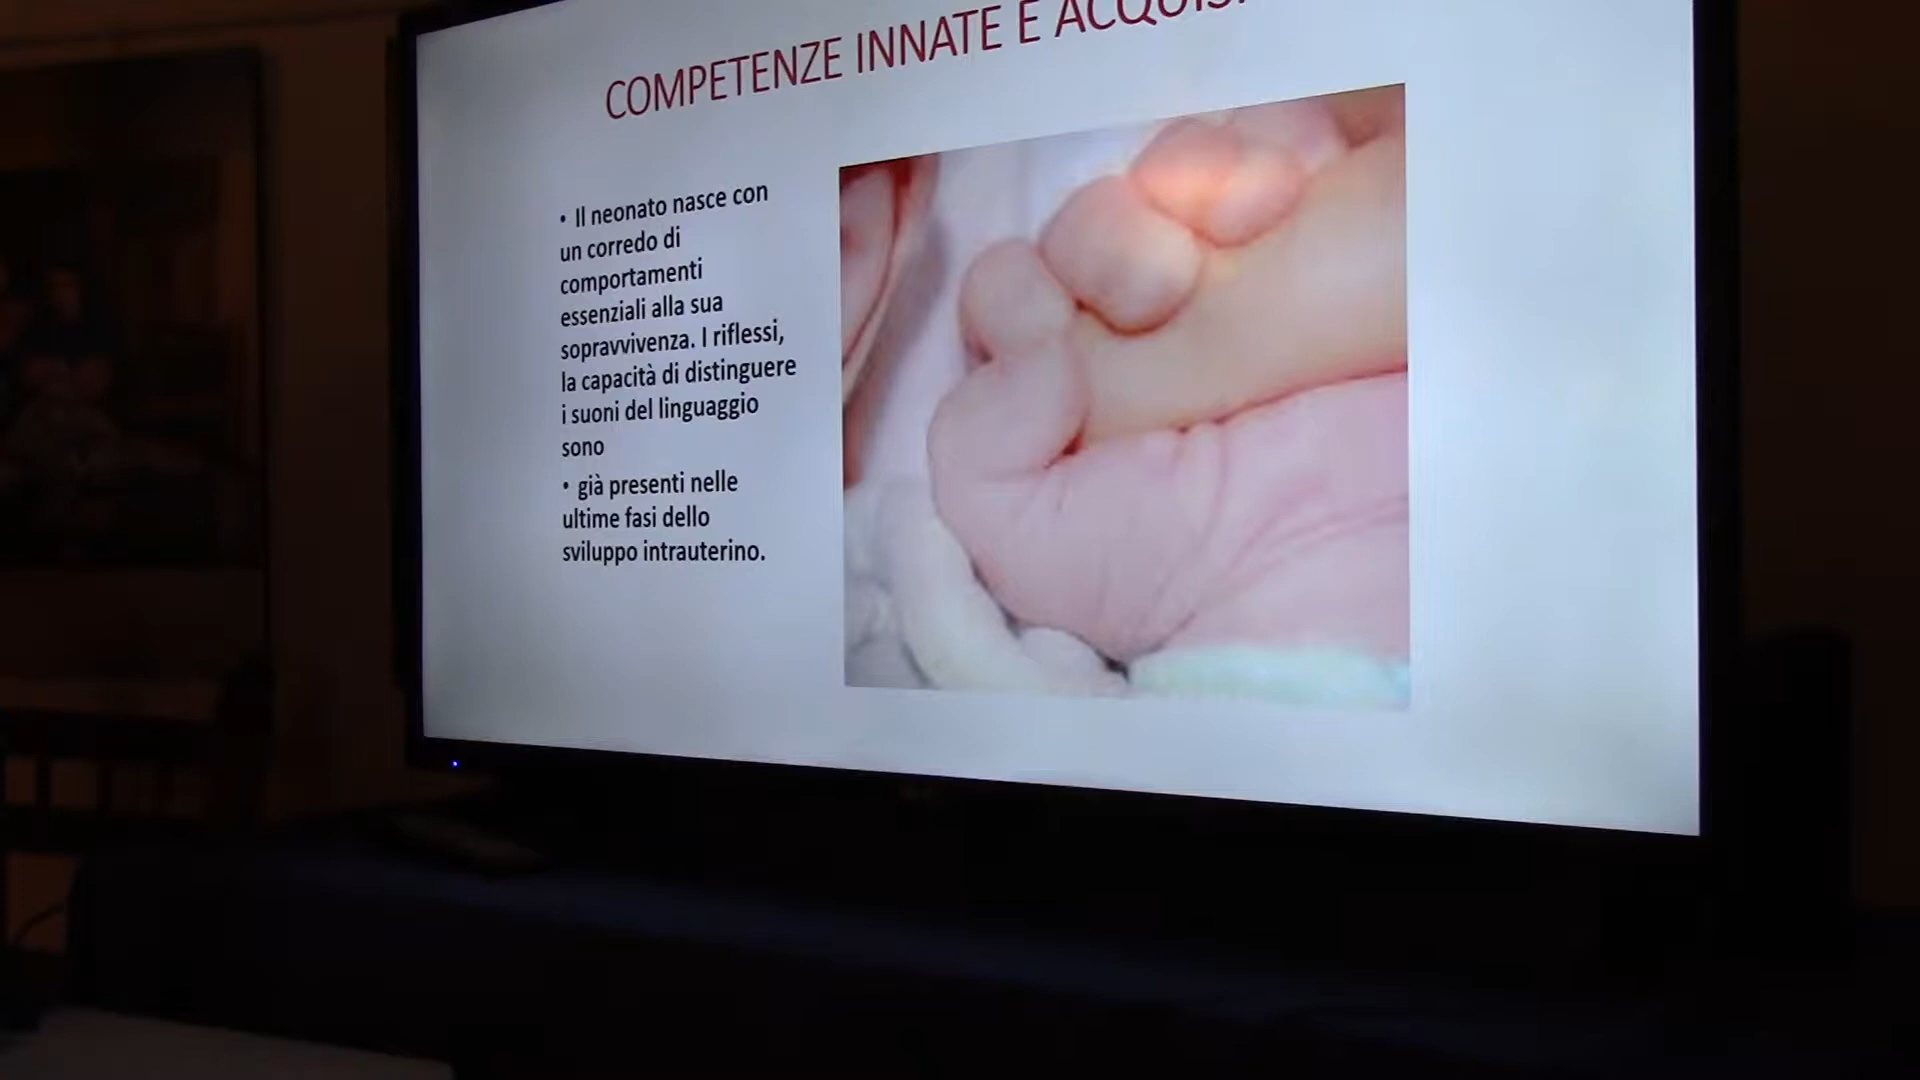 COMPETENZE INNATE E
• Il neonato nasce con
un corredo di
comportamenti
essenziali alla sua
sopravvivenza. I riflessi,
la capacità di distinguere
i suoni del linguaggio
sono
• già presenti nelle
ultime fasi dello
sviluppo intrauterino.